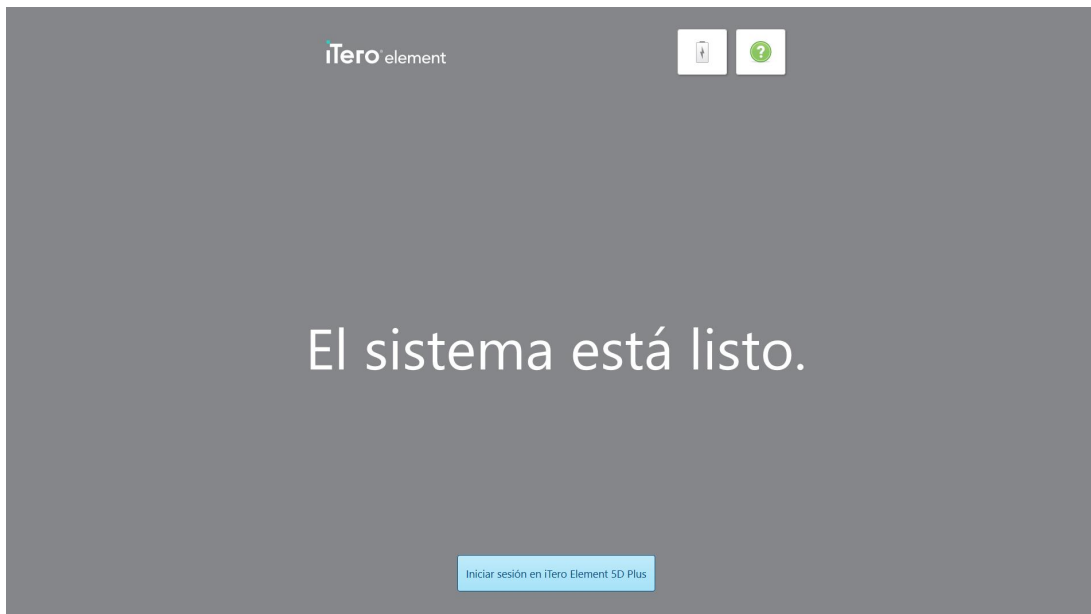 iTero element
?
El sistema está listo.
Iniciar sesión en iTero Element 5D Plus